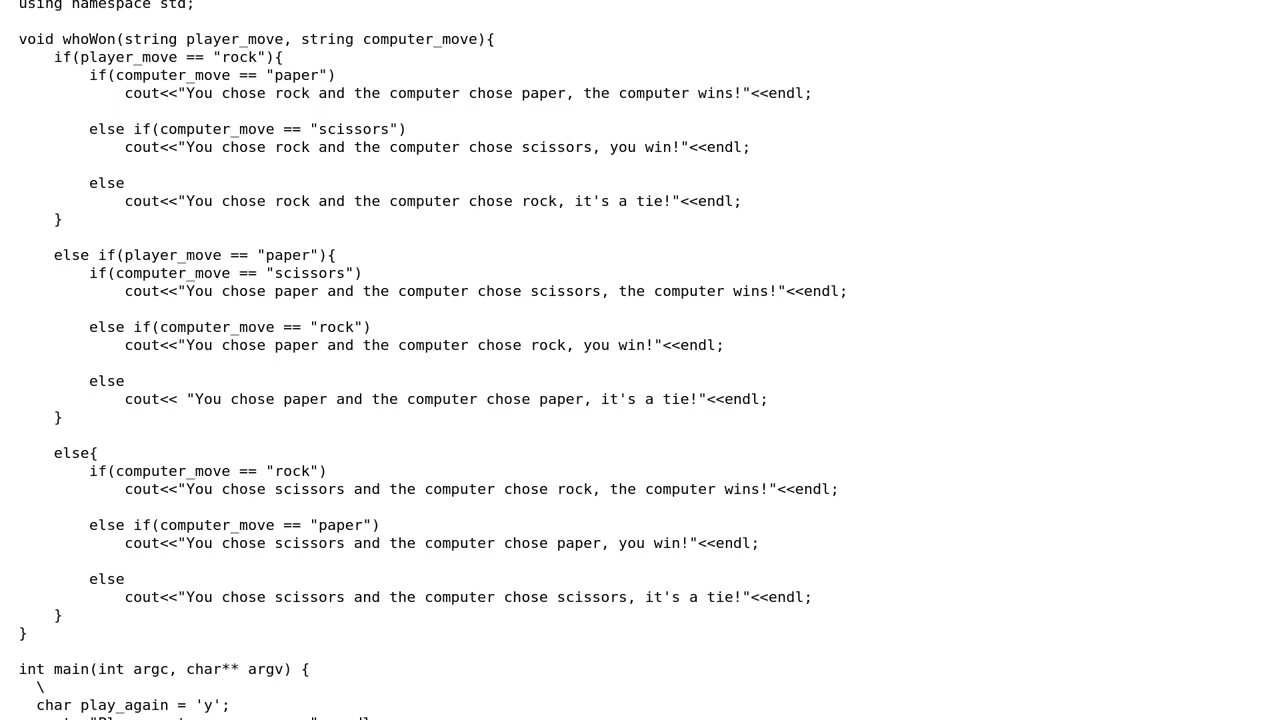 using namespace std;

void whoWon(string player_move, string computer_move){
    if(player_move == "rock"){
        if(computer_move == "paper")
            cout<<"You chose rock and the computer chose paper, the computer wins!"<<endl;

        else if(computer_move == "scissors")
            cout<<"You chose rock and the computer chose scissors, you win!"<<endl;

        else
            cout<<"You chose rock and the computer chose rock, it's a tie!"<<endl;
    }

    else if(player_move == "paper"){
        if(computer_move == "scissors")
            cout<<"You chose paper and the computer chose scissors, the computer wins!"<<endl;

        else if(computer_move == "rock")
            cout<<"You chose paper and the computer chose rock, you win!"<<endl;

        else
            cout<< "You chose paper and the computer chose paper, it's a tie!"<<endl;
    }

    else{
        if(computer_move == "rock")
            cout<<"You chose scissors and the computer chose rock, the computer wins!"<<endl;

        else if(computer_move == "paper")
            cout<<"You chose scissors and the computer chose paper, you win!"<<endl;

        else
            cout<<"You chose scissors and the computer chose scissors, it's a tie!"<<endl;
    }
}

int main(int argc, char** argv) {
  \
  char play_again = 'y';